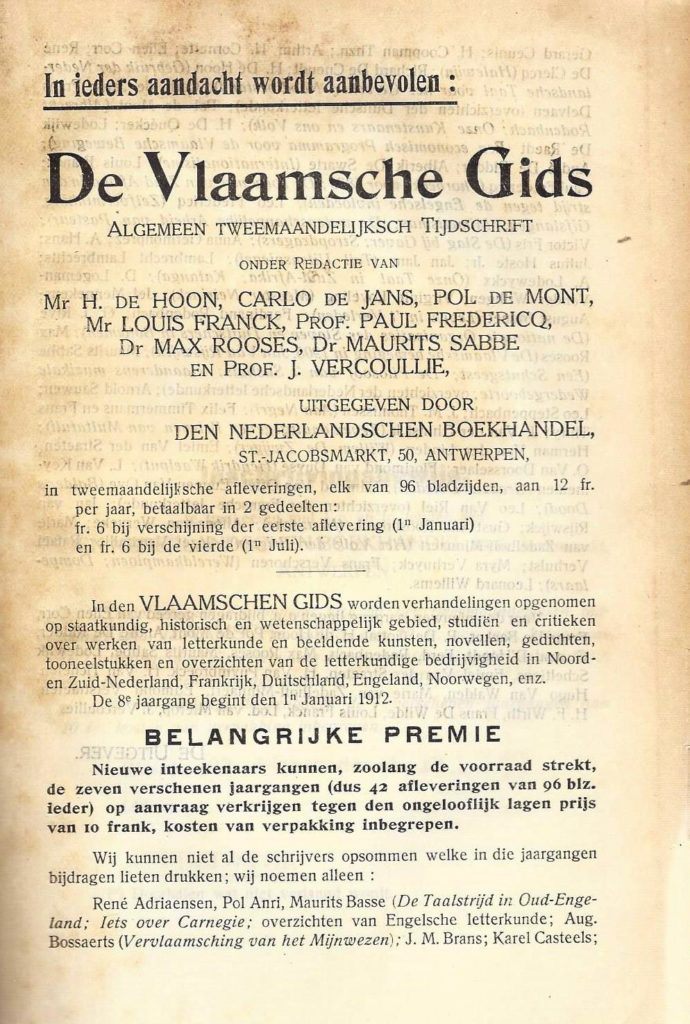 In ieders aandacht wordt aanbevolen :
De Vlaamsche Gids
ALGEMEEN TWEEMAANDELIJKSCH TIJDSCHRIFT
ONDER REDACTIE VAN
Mr H. DE HOON, CARLO DE JANS, POL DE MONT,
Mr LOUIS FRANCK, PROF. PAUL FREDERICQ,
Dr MAX ROOSES, Dr MAURITS SABBE
EN PROF. J. VERCOULLIE,
UITGEGEVEN DOOR
DEN NEDERLANDSCHEN BOEKHANDEL,
ST.-JACOBSMARKT, 50, ANTWERPEN,
in tweemaandelijksche afleveringen, elk van 96 bladzijden, aan 12 fr.
per jaar, betaalbaar in 2 gedeelten :
fr. 6 bij verschijning der eerste aflevering (1n Januari)
en fr. 6 bij de vierde (1n Juli).
In den VLAAMSCHEN GIDS worden verhandelingen opgenomen
op staatkundig, historisch en wetenschappelijk gebied, studiën en critieken
over werken van letterkunde en beeldende kunsten, novellen, gedichten,
tooneelstukken en overzichten van de letterkundige bedrijvigheid in Noord-
en Zuid-Nederland, Frankrijk, Duitschland, Engeland, Noorwegen, enz.
De 8e jaargang begint den 1n Januari 1912.
BELANGRIJKE PREMIE
Nieuwe inteekenaars kunnen, zoolang de voorraad strekt,
de zeven verschenen jaargangen (dus 42 afleveringen van 96 blz.
ieder) op aanvraag verkrijgen tegen den ongelooflijk lagen prijs
van 10 frank, kosten van verpakking inbegrepen.
Wij kunnen niet al de schrijvers opsommen welke in die jaargangen
bijdragen lieten drukken; wij noemen alleen :
René Adriaensen, Pol Anri, Maurits Basse (De Taalstrijd in Oud-Enge-
land; Iets over Carnegie; overzichten van Engelsche letterkunde; Aug.
Bossaerts (Vervlaamsching van het Mijnwezen); J. M. Brans; Karel Casteels;